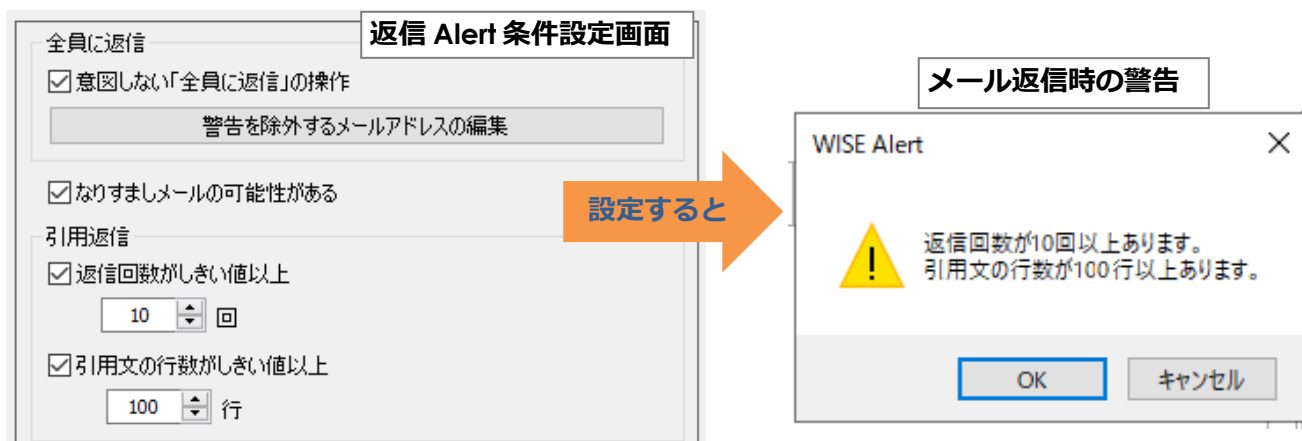 返信 Alert 条件設定画面
全員に返信
意図しない「全員に返信」の操作
警告を除外するメールアドレスの編集
なりすましメールの可能性がある
引用返信
返信回数がしきい値以上
10 回
引用文の行数がしきい値以上
100 行
設定すると
メール返信時の警告
WISE Alert
返信回数が10回以上あります。
引用文の行数が100行以上あります。
OK
キャンセル